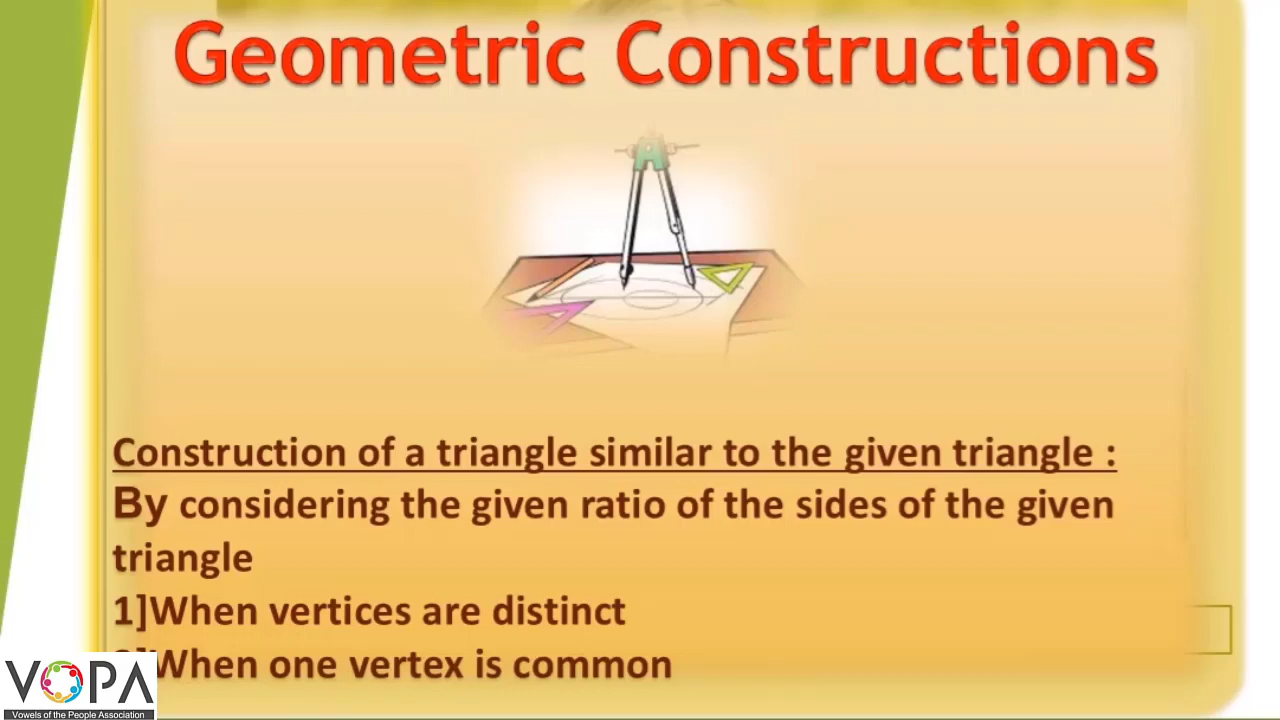 Geometric Constructions
Construction of a triangle similar to the given triangle :
By considering the given ratio of the sides of the given
triangle
1]When vertices are distinct
When one vertex is common
VOPA
Vowels of the People Association